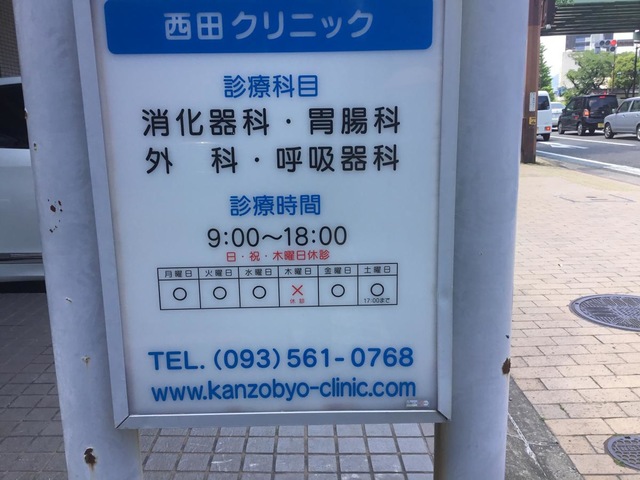 西田クリニック
診療科目
消化器科・胃腸科
外 科・呼吸器科
診療時間
9:00～18:00
日・祝・木曜日休診
月曜日 火曜日 水曜日 木曜日 金曜日 土曜日
○ ○ ○ × ○ ○
休診 17:00まで
TEL.(093)561-0768
www.kanzobyo-clinic.com